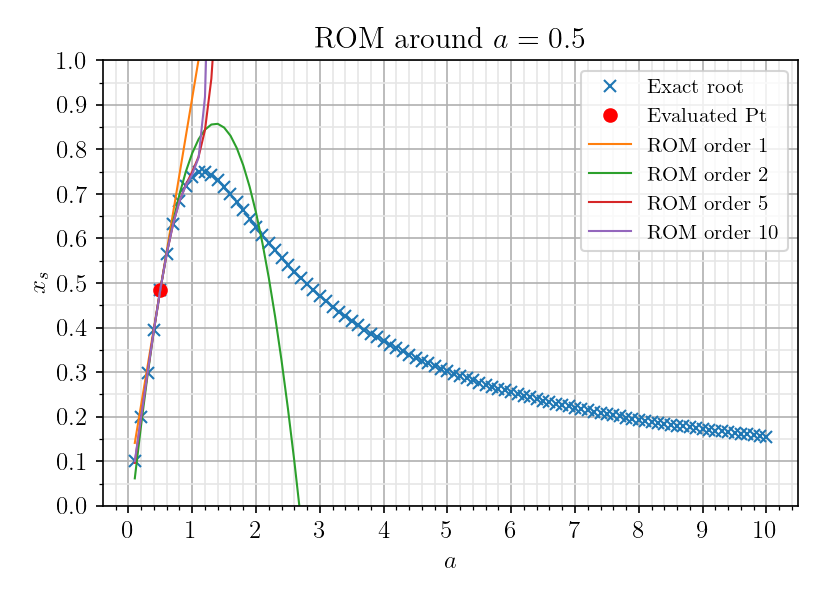 ROM around a = 0.5
1.0
0.9
0.8
0.7
0.6
0.5
0.4
0.3
0.2
0.1
0.0
x_s
Exact root
Evaluated Pt
ROM order 1
ROM order 2
ROM order 5
ROM order 10
0 1 2 3 4 5 6 7 8 9 10
a